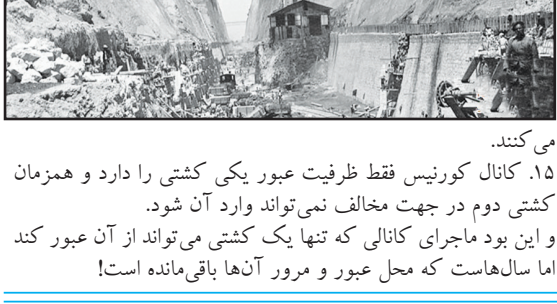 می‌کنند.
۱۵. کانال کورنیس فقط ظرفیت عبور یکی کشتی را دارد و همزمان
کشتی دوم در جهت مخالف نمی‌تواند وارد آن شود.
و این بود ماجرای کانالی که تنها یک کشتی می‌تواند از آن عبور کند
اما سال‌هاست که محل عبور و مرور آن‌ها باقی‌مانده است!